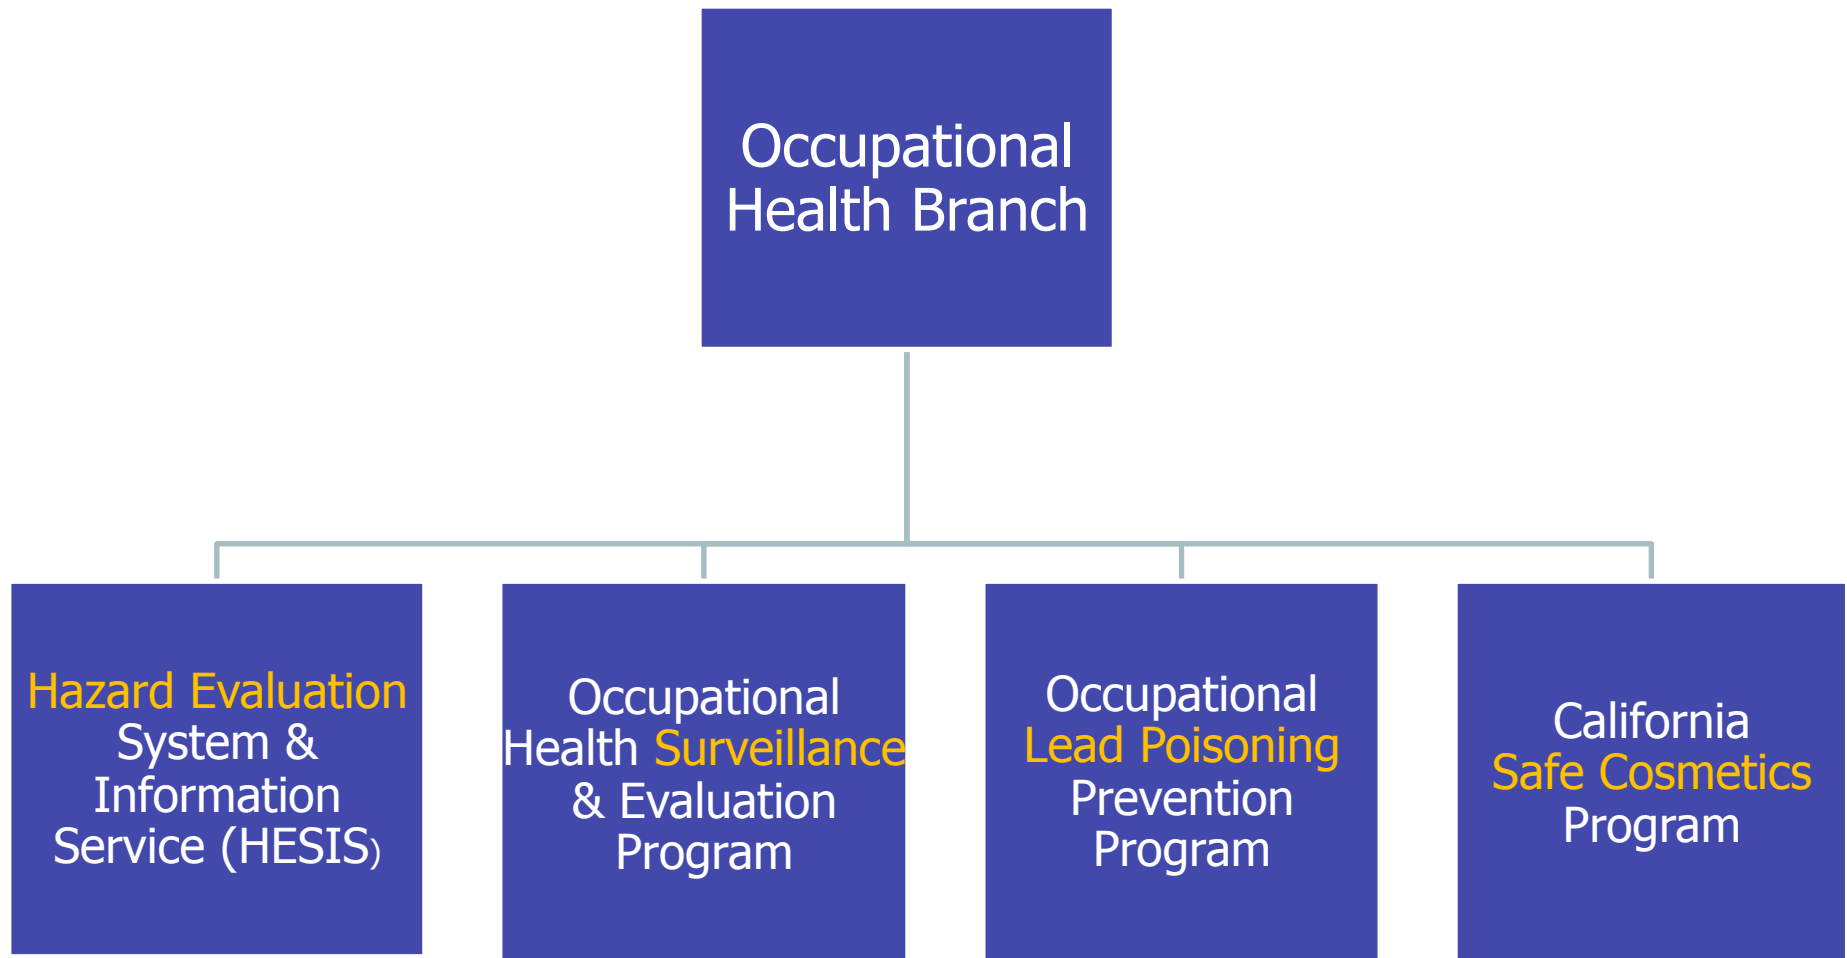 Occupational
Health Branch
Hazard Evaluation
System &
Information
Service (HESIS)
Occupational
Health Surveillance
& Evaluation
Program
Occupational
Lead Poisoning
Prevention
Program
California
Safe Cosmetics
Program